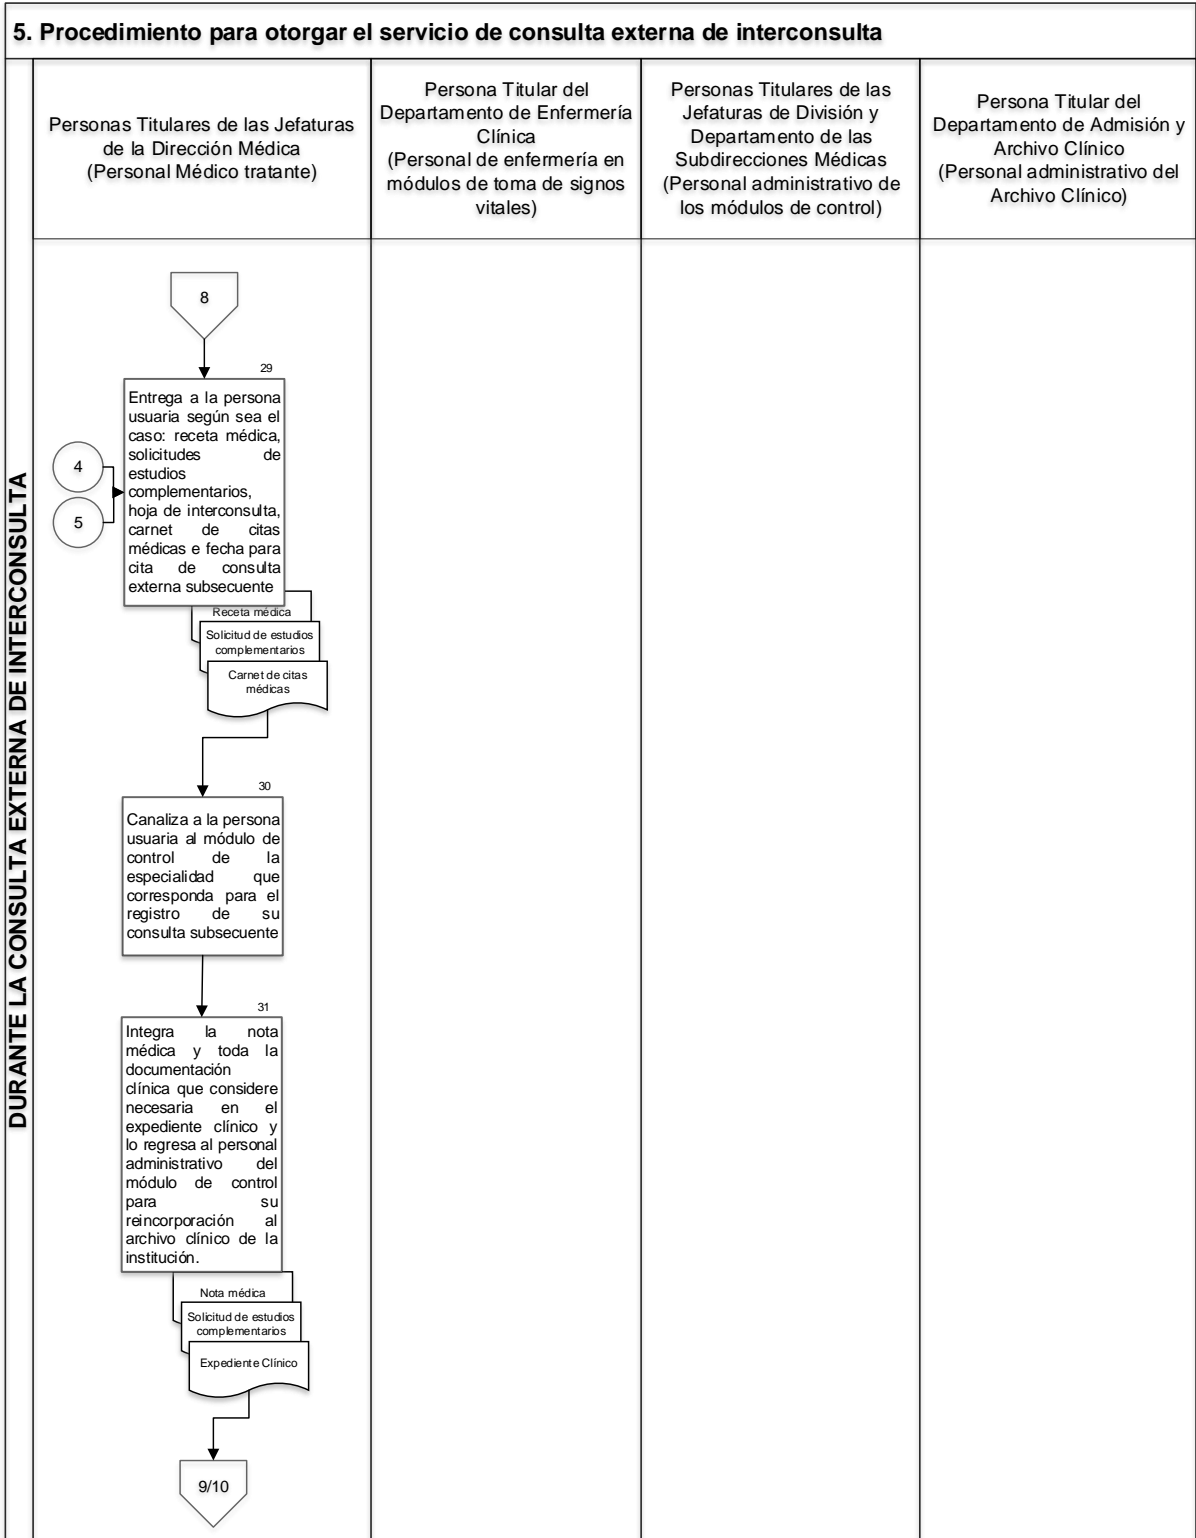 5. Procedimiento para otorgar el servicio de consulta externa de interconsulta
Personas Titulares de las Jefaturas
de la Dirección Médica
(Personal Médico tratante)
Persona Titular del
Departamento de Enfermería
Clínica
(Personal de enfermería en
módulos de toma de signos
vitales)
Personas Titulares de las
Jefaturas de División y
Departamento de las
Subdirecciones Médicas
(Personal administrativo de
los módulos de control)
Persona Titular del
Departamento de Admisión y
Archivo Clínico
(Personal administrativo del
Archivo Clínico)
DURANTE LA CONSULTA EXTERNA DE INTERCONSULTA
8
29
Entrega a la persona
usuaria según sea el
caso: receta médica,
solicitudes de
estudios
complementarios,
hoja de interconsulta,
carnet de citas
médicas e fecha para
cita de consulta
externa subsecuente
4
5
Receta médica
Solicitud de estudios
complementarios
Carnet de citas
médicas
30
Canaliza a la persona
usuaria al módulo de
control de la
especialidad que
corresponda para el
registro de su
consulta subsecuente
31
Integra la nota
médica y toda la
documentación
clínica que considere
necesaria en el
expediente clínico y
lo regresa al personal
administrativo del
módulo de control
para su
reincorporación al
archivo clínico de la
institución.
Nota médica
Solicitud de estudios
complementarios
Expediente Clínico
9/10